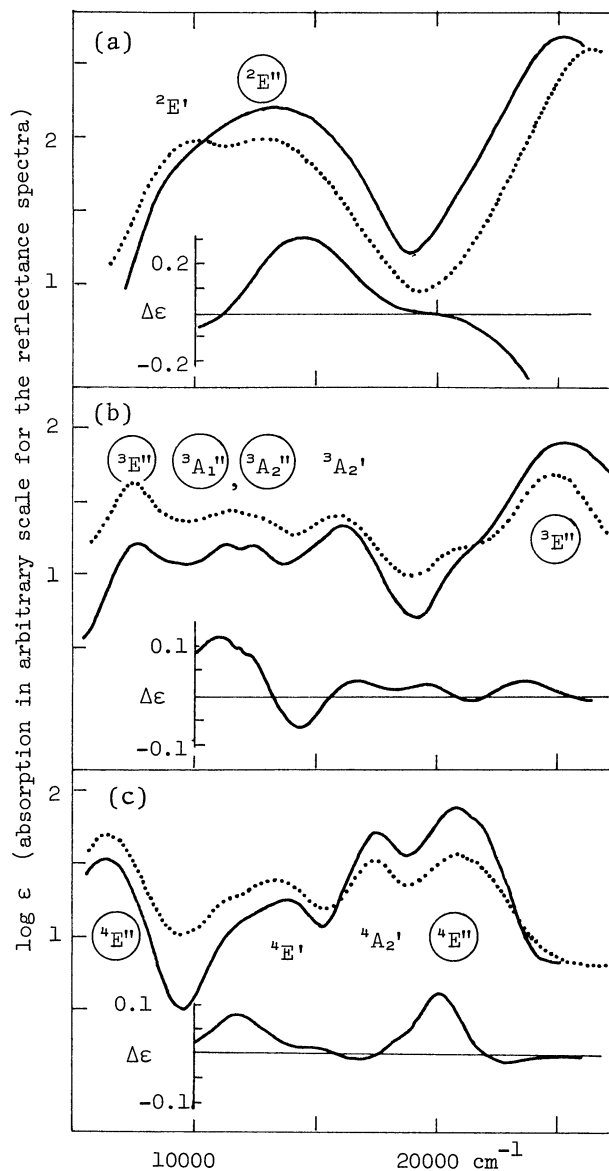 log ε (absorption in arbitrary scale for the reflectance spectra)
(a)
²E'
²E"
2
1
0.2
Δε
-0.2
(b)
2
³E"
³A₁"
,
³A₂"
³A₂'
1
³E"
0.1
Δε
-0.1
(c)
2
1
⁴E"
⁴E'
⁴A₂'
⁴E"
0.1
Δε
-0.1
10000
20000 cm⁻¹